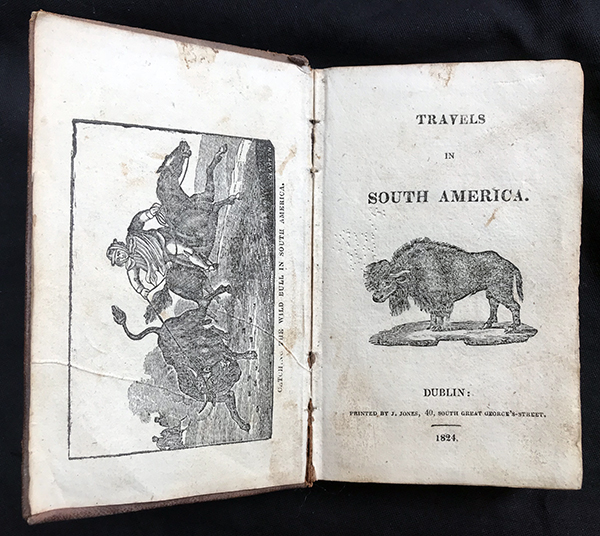 CATCHING THE WILD BULL IN SOUTH AMERICA.
TRAVELS
IN
SOUTH AMERICA.
DUBLIN:
PRINTED BY J. JONES, 40, SOUTH GREAT GEORGE'S-STREET.
1824.